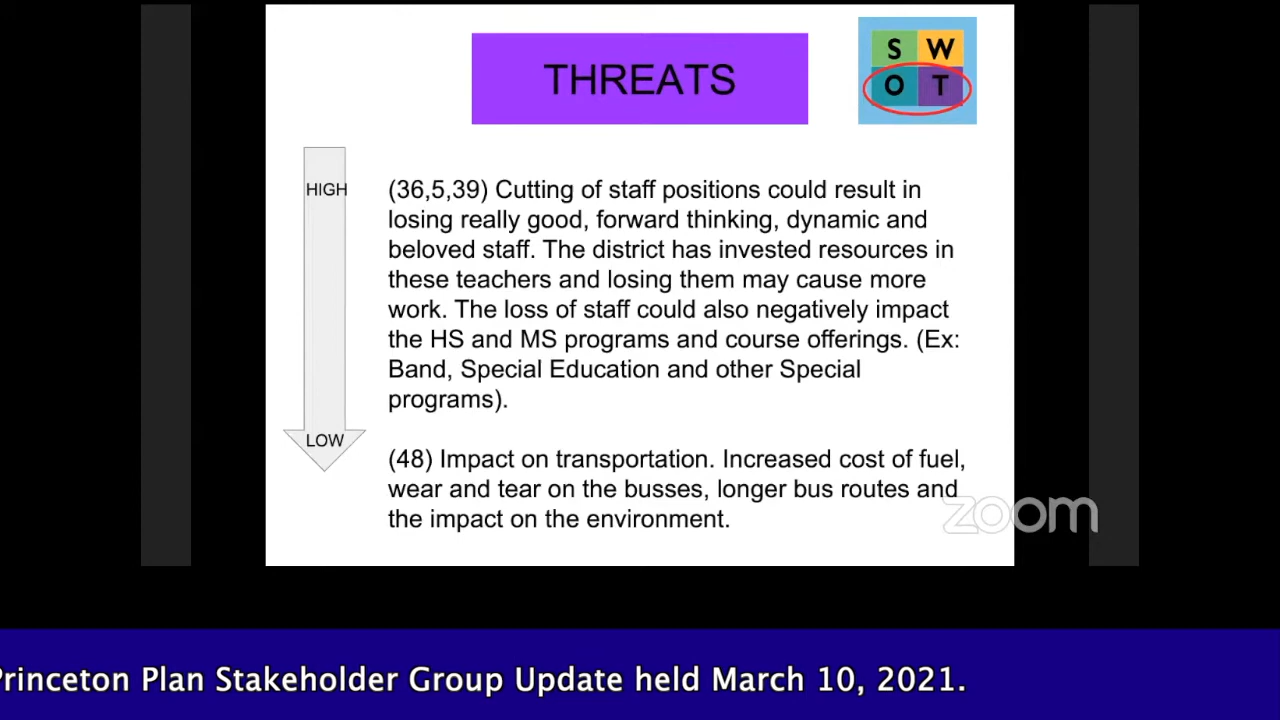 THREATS
S W
O T
HIGH
(36,5,39) Cutting of staff positions could result in
losing really good, forward thinking, dynamic and
beloved staff. The district has invested resources in
these teachers and losing them may cause more
work. The loss of staff could also negatively impact
the HS and MS programs and course offerings. (Ex:
Band, Special Education and other Special
programs).
LOW
(48) Impact on transportation. Increased cost of fuel,
wear and tear on the busses, longer bus routes and
the impact on the environment.
zoom
Princeton Plan Stakeholder Group Update held March 10, 2021.